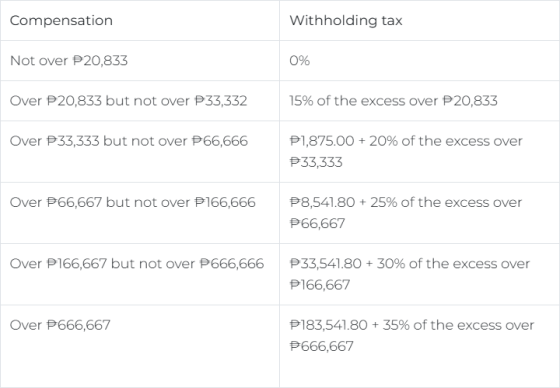 Compensation
Withholding tax
Not over ₱20,833
0%
Over ₱20,833 but not over ₱33,332
15% of the excess over ₱20,833
Over ₱33,333 but not over ₱66,666
₱1,875.00 + 20% of the excess over
₱33,333
Over ₱66,667 but not over ₱166,666
₱8,541.80 + 25% of the excess over
₱66,667
Over ₱166,667 but not over ₱666,666
₱33,541.80 + 30% of the excess over
₱166,667
Over ₱666,667
₱183,541.80 + 35% of the excess over
₱666,667